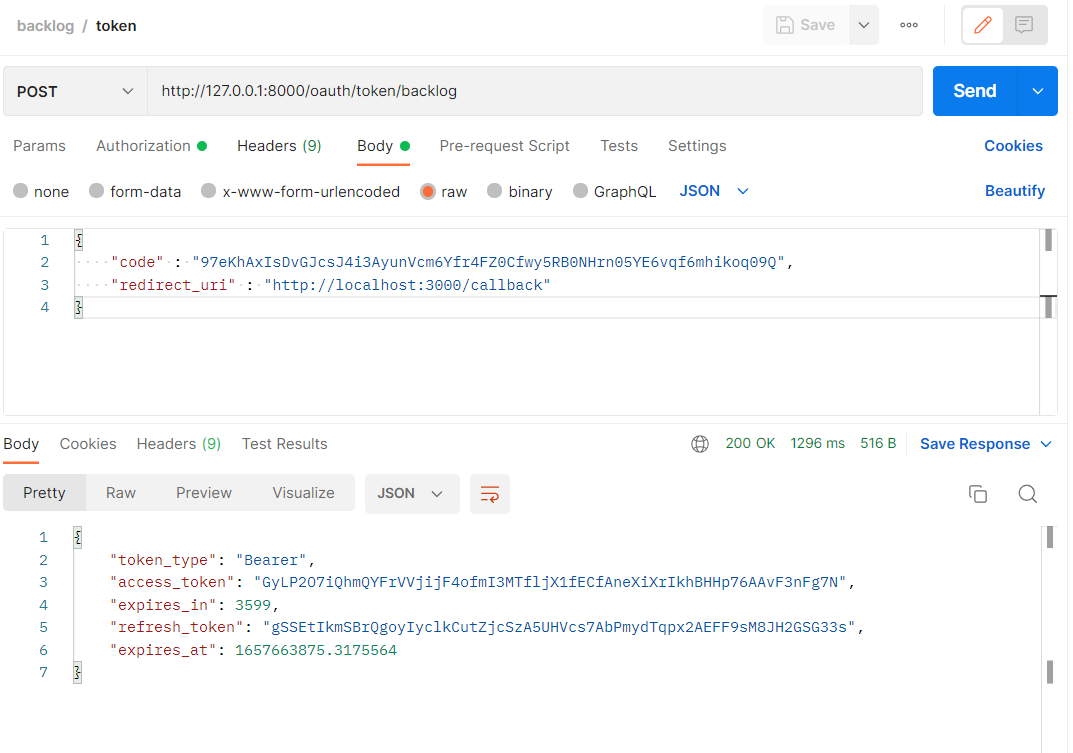 backlog / token
Save
POST
http://127.0.0.1:8000/oauth/token/backlog
Send
Params Authorization Headers (9) Body Pre-request Script Tests Settings Cookies
none form-data x-www-form-urlencoded raw binary GraphQL JSON Beautify
1 {
2 "code" : "97eKhAxIsDvGJcsJ4i3AyunVcm6Yfr4FZ0Cfwy5RB0NHrn05YE6vqf6mhikoq09Q",
3 "redirect_uri" : "http://localhost:3000/callback"
4 }
Body Cookies Headers (9) Test Results 200 OK 1296 ms 516 B Save Response
Pretty Raw Preview Visualize JSON
1 {
2 "token_type": "Bearer",
3 "access_token": "GyLP2O7iQhmQYFrVVjijF4ofmI3MTfljX1fECfAneXiXrIkhBHHp76AAvF3nFg7N",
4 "expires_in": 3599,
5 "refresh_token": "gSSEtIkmSBrQgoyIyclkCutZjcSzA5UHVcs7AbPmydTqpx2AEFF9sM8JH2GSG33s",
6 "expires_at": 1657663875.3175564
7 }